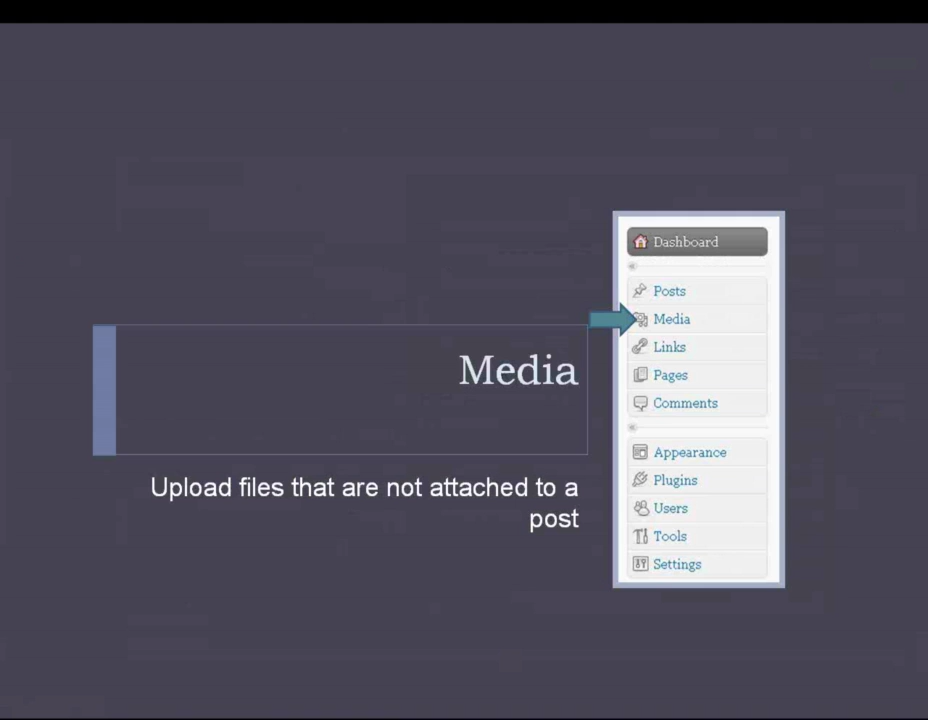 Media
Upload files that are not attached to a
post
Dashboard
Posts
Media
Links
Pages
Comments
Appearance
Plugins
Users
Tools
Settings